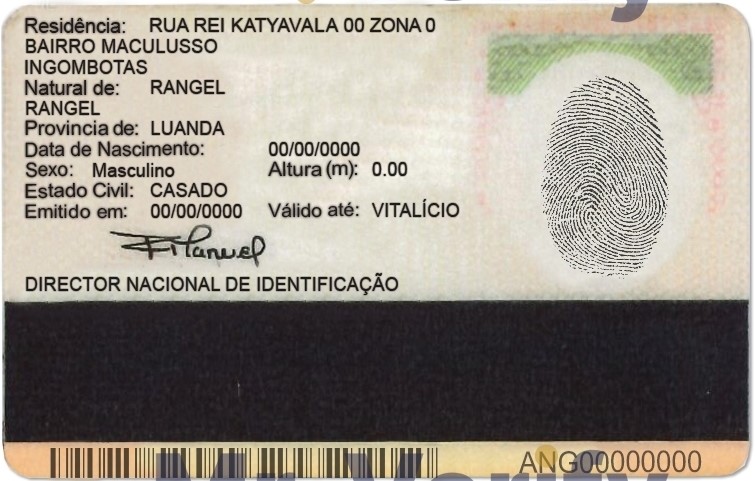 Residência: RUA REI KATYAVALA 00 ZONA 0
BAIRRO MACULUSSO
INGOMBOTAS
Natural de: RANGEL
RANGEL
Provincia de: LUANDA
Data de Nascimento: 00/00/0000
Sexo: Masculino Altura (m): 0.00
Estado Civil: CASADO
Emitido em: 00/00/0000 Válido até: VITALÍCIO
DIRECTOR NACIONAL DE IDENTIFICAÇÃO
ANG00000000